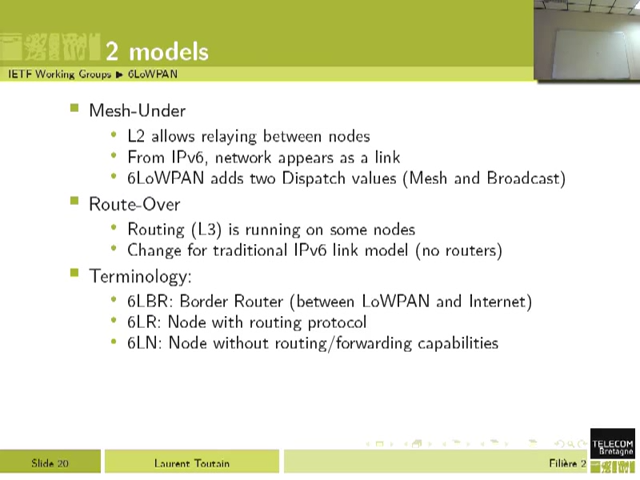 2 models
IETF Working Groups ▶ 6LoWPAN
Mesh-Under
L2 allows relaying between nodes
From IPv6, network appears as a link
6LoWPAN adds two Dispatch values (Mesh and Broadcast)
Route-Over
Routing (L3) is running on some nodes
Change for traditional IPv6 link model (no routers)
Terminology:
6LBR: Border Router (between LoWPAN and Internet)
6LR: Node with routing protocol
6LN: Node without routing/forwarding capabilities
TELECOM
Bretagne
Slide 20
Laurent Toutain
Filière 2